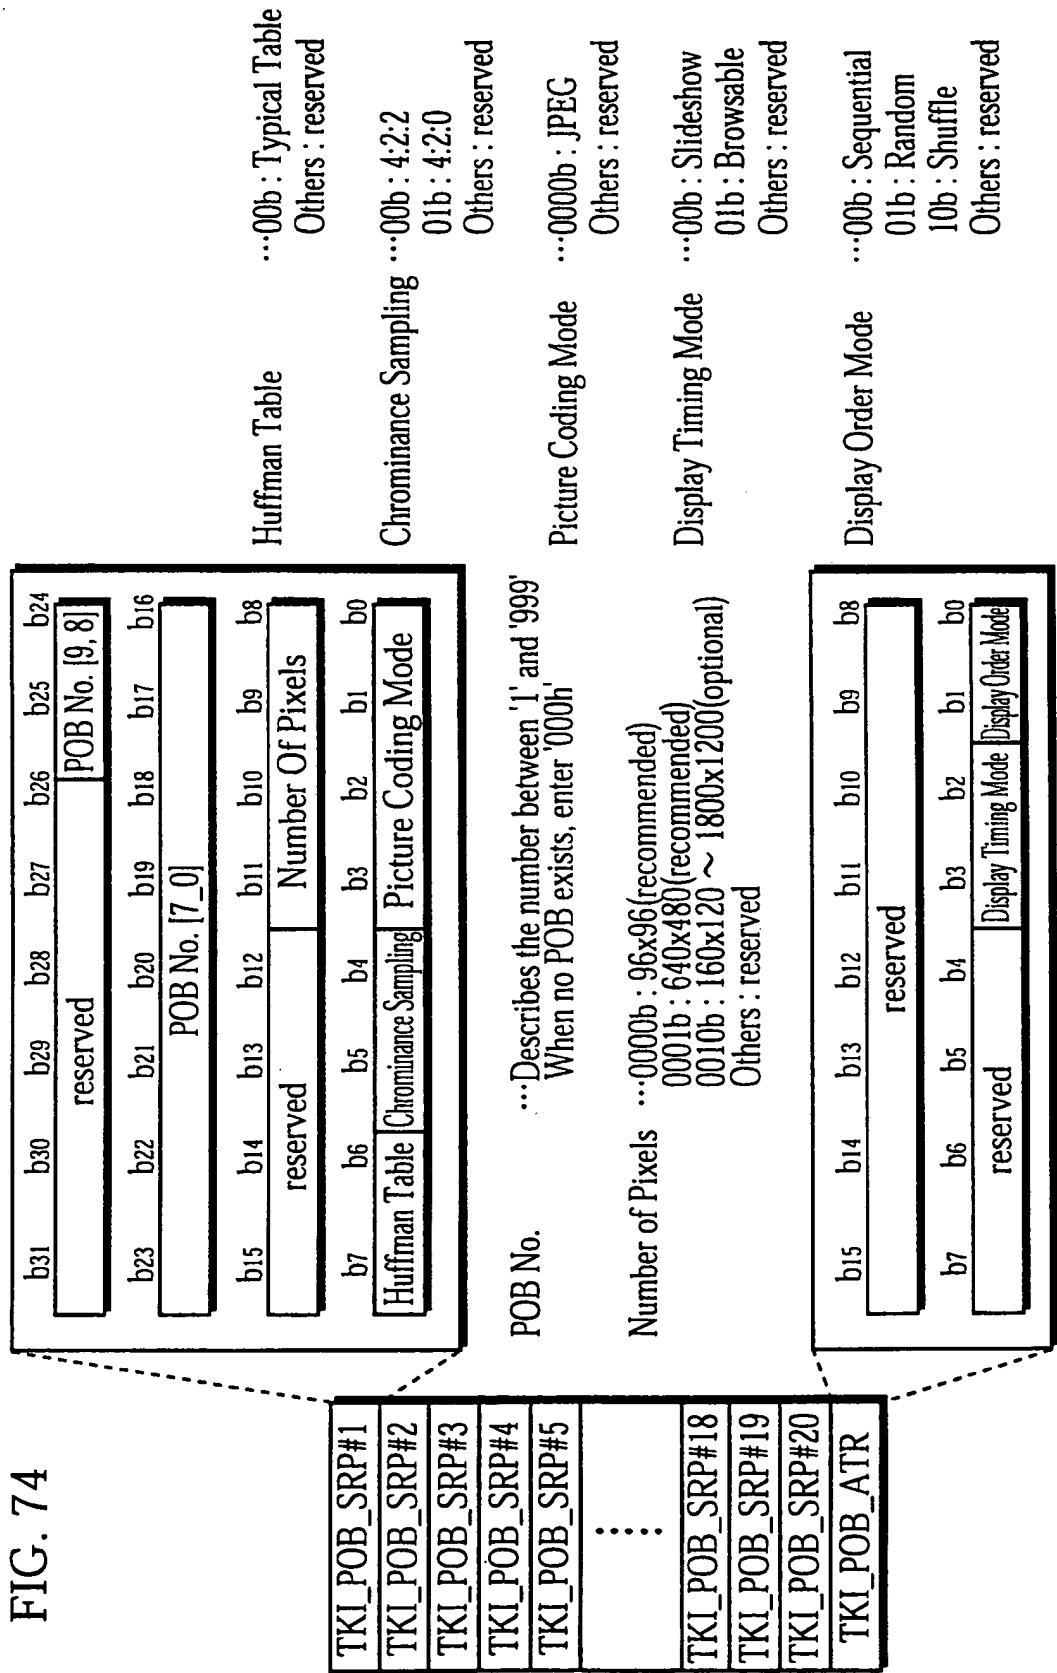 FIG. 74
TKI_POB_SRP#1
TKI_POB_SRP#2
TKI_POB_SRP#3
TKI_POB_SRP#4
TKI_POB_SRP#5
......
TKI_POB_SRP#18
TKI_POB_SRP#19
TKI_POB_SRP#20
TKI_POB_ATR
b31 b30 b29 b28 b27 b26 b25 b24
reserved POB No. [9, 8]
b23 b22 b21 b20 b19 b18 b17 b16
POB No. [7_0]
b15 b14 b13 b12 b11 b10 b9 b8
reserved Number Of Pixels
b7 b6 b5 b4 b3 b2 b1 b0
Huffman Table Chrominance Sampling Picture Coding Mode
POB No. ···Describes the number between '1' and '999'
When no POB exists, enter '000h'
Number of Pixels ···0000b : 96x96(recommended)
0001b : 640x480(recommended)
0010b : 160x120 ~ 1800x1200(optional)
Others : reserved
b15 b14 b13 b12 b11 b10 b9 b8
reserved
b7 b6 b5 b4 b3 b2 b1 b0
reserved Display Timing Mode Display Order Mode
Huffman Table ···00b : Typical Table
Others : reserved
Chrominance Sampling ···00b : 4:2:2
01b : 4:2:0
Others : reserved
Picture Coding Mode ···0000b : JPEG
Others : reserved
Display Timing Mode ···00b : Slideshow
01b : Browsable
Others : reserved
Display Order Mode ···00b : Sequential
01b : Random
10b : Shuffle
Others : reserved